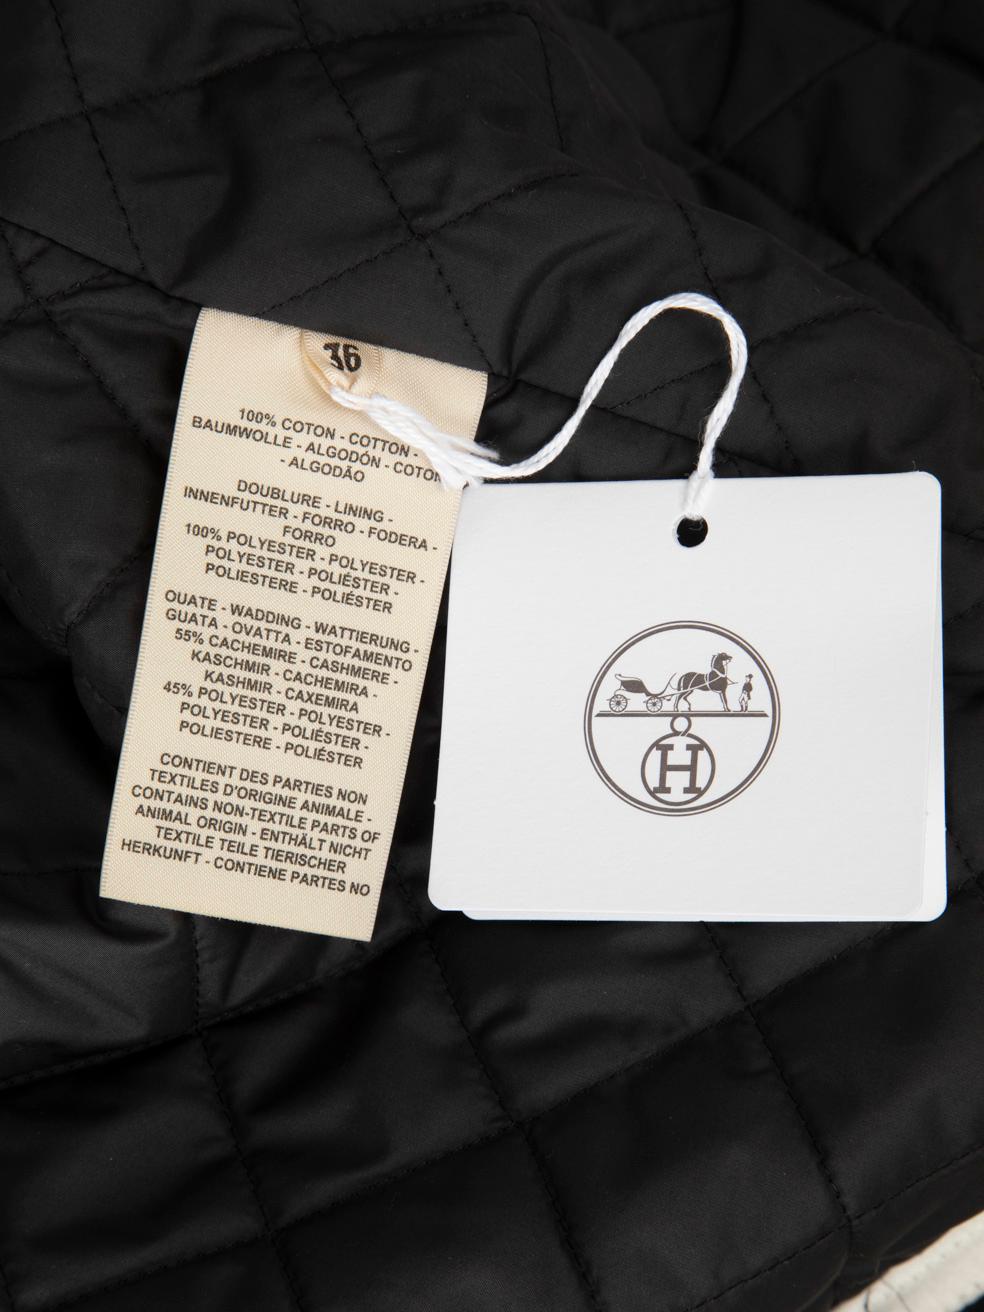 36
100% COTON - COTTON -
BAUMWOLLE - ALGODÓN - COTON
- ALGODÃO
DOUBLURE - LINING -
INNENFUTTER - FORRO - FODERA -
FORRO
100% POLYESTER - POLYESTER -
POLYESTER - POLIÉSTER -
POLIESTERE - POLIÉSTER
OUATE - WADDING - WATTIERUNG -
GUATA - OVATTA - ESTOFAMENTO
55% CACHEMIRE - CASHMERE -
KASCHMIR - CACHEMIRA -
KASHMIR - CAXEMIRA
45% POLYESTER - POLYESTER -
POLYESTER - POLIÉSTER -
POLIESTERE - POLIÉSTER
CONTIENT DES PARTIES NON
TEXTILES D'ORIGINE ANIMALE -
CONTAINS NON-TEXTILE PARTS OF
ANIMAL ORIGIN - ENTHÄLT NICHT
TEXTILE TEILE TIERISCHER
HERKUNFT - CONTIENE PARTES NO
H